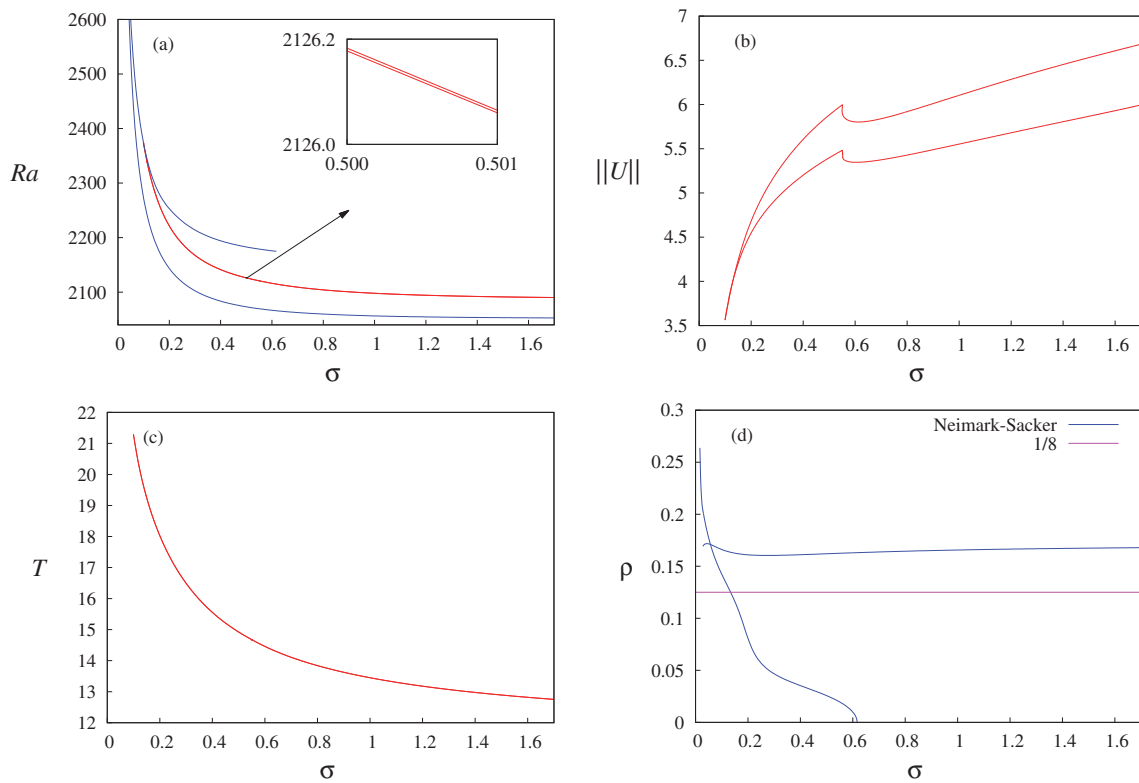 (a)
2600
2500
2400
2300
2200
2100
Ra
0 0.2 0.4 0.6 0.8 1 1.2 1.4 1.6
σ
2126.2
2126.0
0.500 0.501
(b)
7
6.5
6
5.5
5
4.5
4
3.5
||U||
0 0.2 0.4 0.6 0.8 1 1.2 1.4 1.6
σ
(c)
22
21
20
19
18
17
16
15
14
13
12
T
0 0.2 0.4 0.6 0.8 1 1.2 1.4 1.6
σ
(d)
Neimark-Sacker
1/8
0.3
0.25
0.2
0.15
0.1
0.05
0
ρ
0 0.2 0.4 0.6 0.8 1 1.2 1.4 1.6
σ